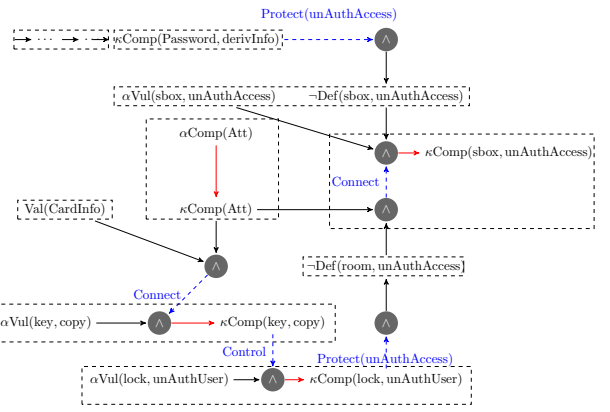 Protect(unAuthAccess)
··· · κComp(Password, derivInfo) ∧
αVul(sbox, unAuthAccess) ¬Def(sbox, unAuthAccess)
αComp(Att)
∧ κComp(sbox, unAuthAccess)
Connect
Val(CardInfo) κComp(Att) ∧
∧ ¬Def(room, unAuthAccess)
Connect
αVul(key, copy) ∧ κComp(key, copy) ∧
Control Protect(unAuthAccess)
αVul(lock, unAuthUser) ∧ κComp(lock, unAuthUser)